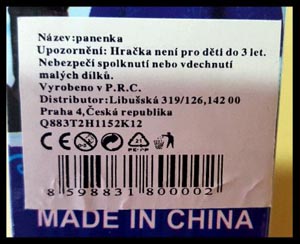 Název:panenka
Upozornění: Hračka není pro děti do 3 let.
Nebezpečí spolknutí nebo vdechnutí
malých dílků.
Vyrobeno v P.R.C.
Distributor:Libušská 319/126,142 00
Praha 4,Česká republika
Q883T2H1152K12
8 598831 800002
MADE IN CHINA